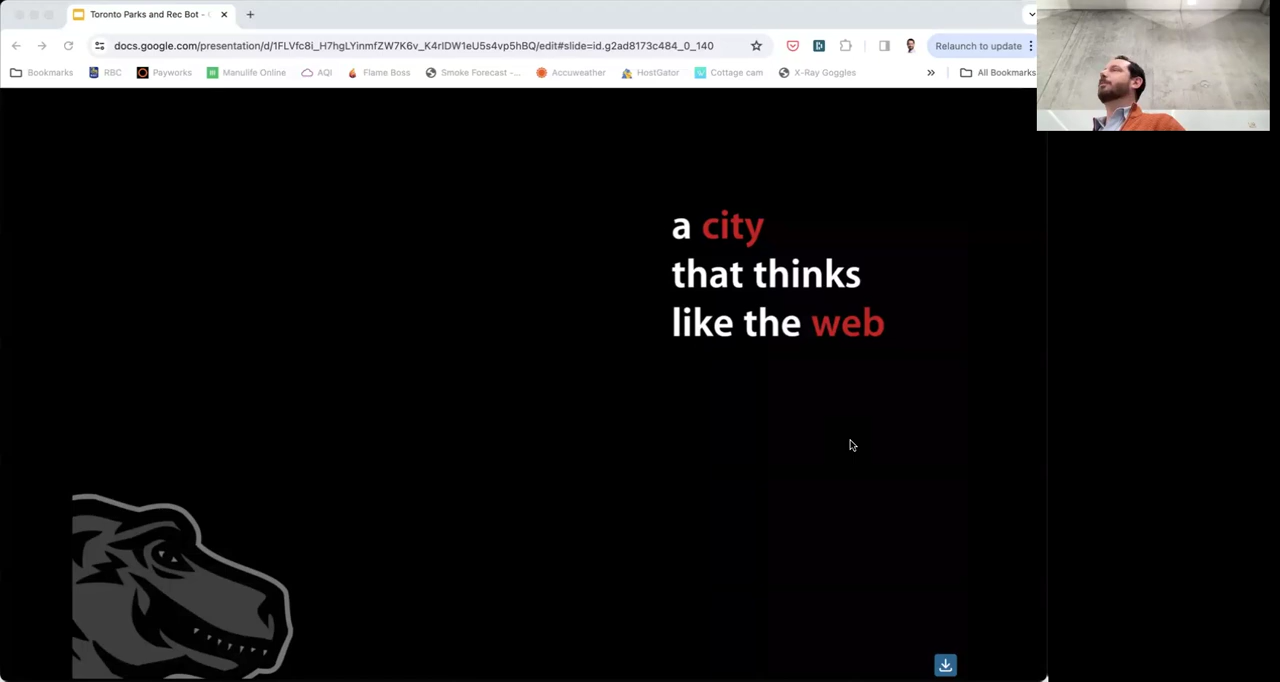 Toronto Parks and Rec Bot -
docs.google.com/presentation/d/1FLVfc8i_H7hgLYinmfZW7K6v_K4rlDW1eU5s4vp5hBQ/edit#slide=id.g2ad8173c484_0_140
Relaunch to update
Bookmarks
RBC
Payworks
Manulife Online
AQI
Flame Boss
Smoke Forecast -...
Accuweather
HostGator
Cottage cam
X-Ray Goggles
»
All Bookmarks
a city
that thinks
like the web